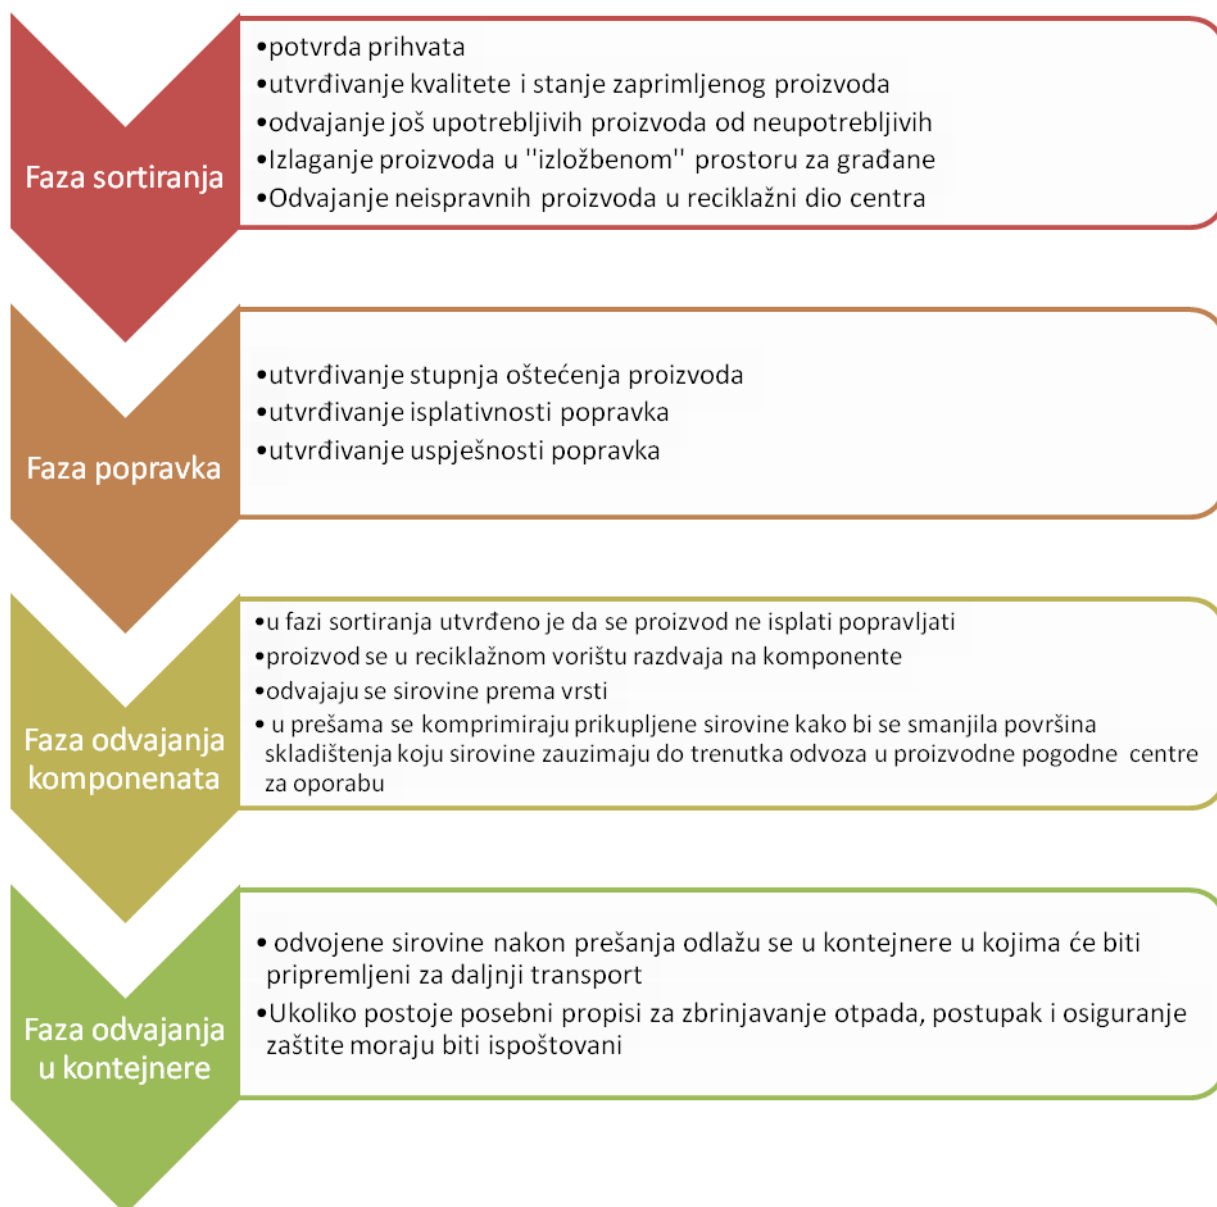 Faza sortiranja
•potvrda prihvata
•utvrđivanje kvalitete i stanje zaprimljenog proizvoda
•odvajanje još upotrebljivih proizvoda od neupotrebljivih
•Izlaganje proizvoda u "izložbenom" prostoru za građane
•Odvajanje neispravnih proizvoda u reciklažni dio centra
Faza popravka
•utvrđivanje stupnja oštećenja proizvoda
•utvrđivanje isplativnosti popravka
•utvrđivanje uspješnosti popravka
Faza odvajanja
komponenata
•u fazi sortiranja utvrđeno je da se proizvod ne isplati popravljati
•proizvod se u reciklažnom vorištu razdvaja na komponente
•odvajaju se sirovine prema vrsti
• u prešama se komprimiraju prikupljene sirovine kako bi se smanjila površina
skladištenja koju sirovine zauzimaju do trenutka odvoza u proizvodne pogodne centre
za oporabu
Faza odvajanja
u kontejnere
• odvojene sirovine nakon prešanja odlažu se u kontejnere u kojima će biti
pripremljeni za daljnji transport
•Ukoliko postoje posebni propisi za zbrinjavanje otpada, postupak i osiguranje
zaštite moraju biti ispoštovani